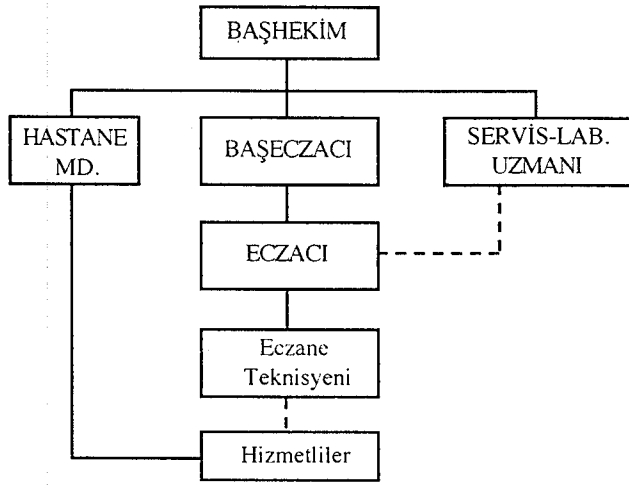 BAŞHEKİM
HASTANE
MD.
BAŞECZACI
SERVİS-LAB.
UZMANI
ECZACI
Eczane
Teknisyeni
Hizmetliler